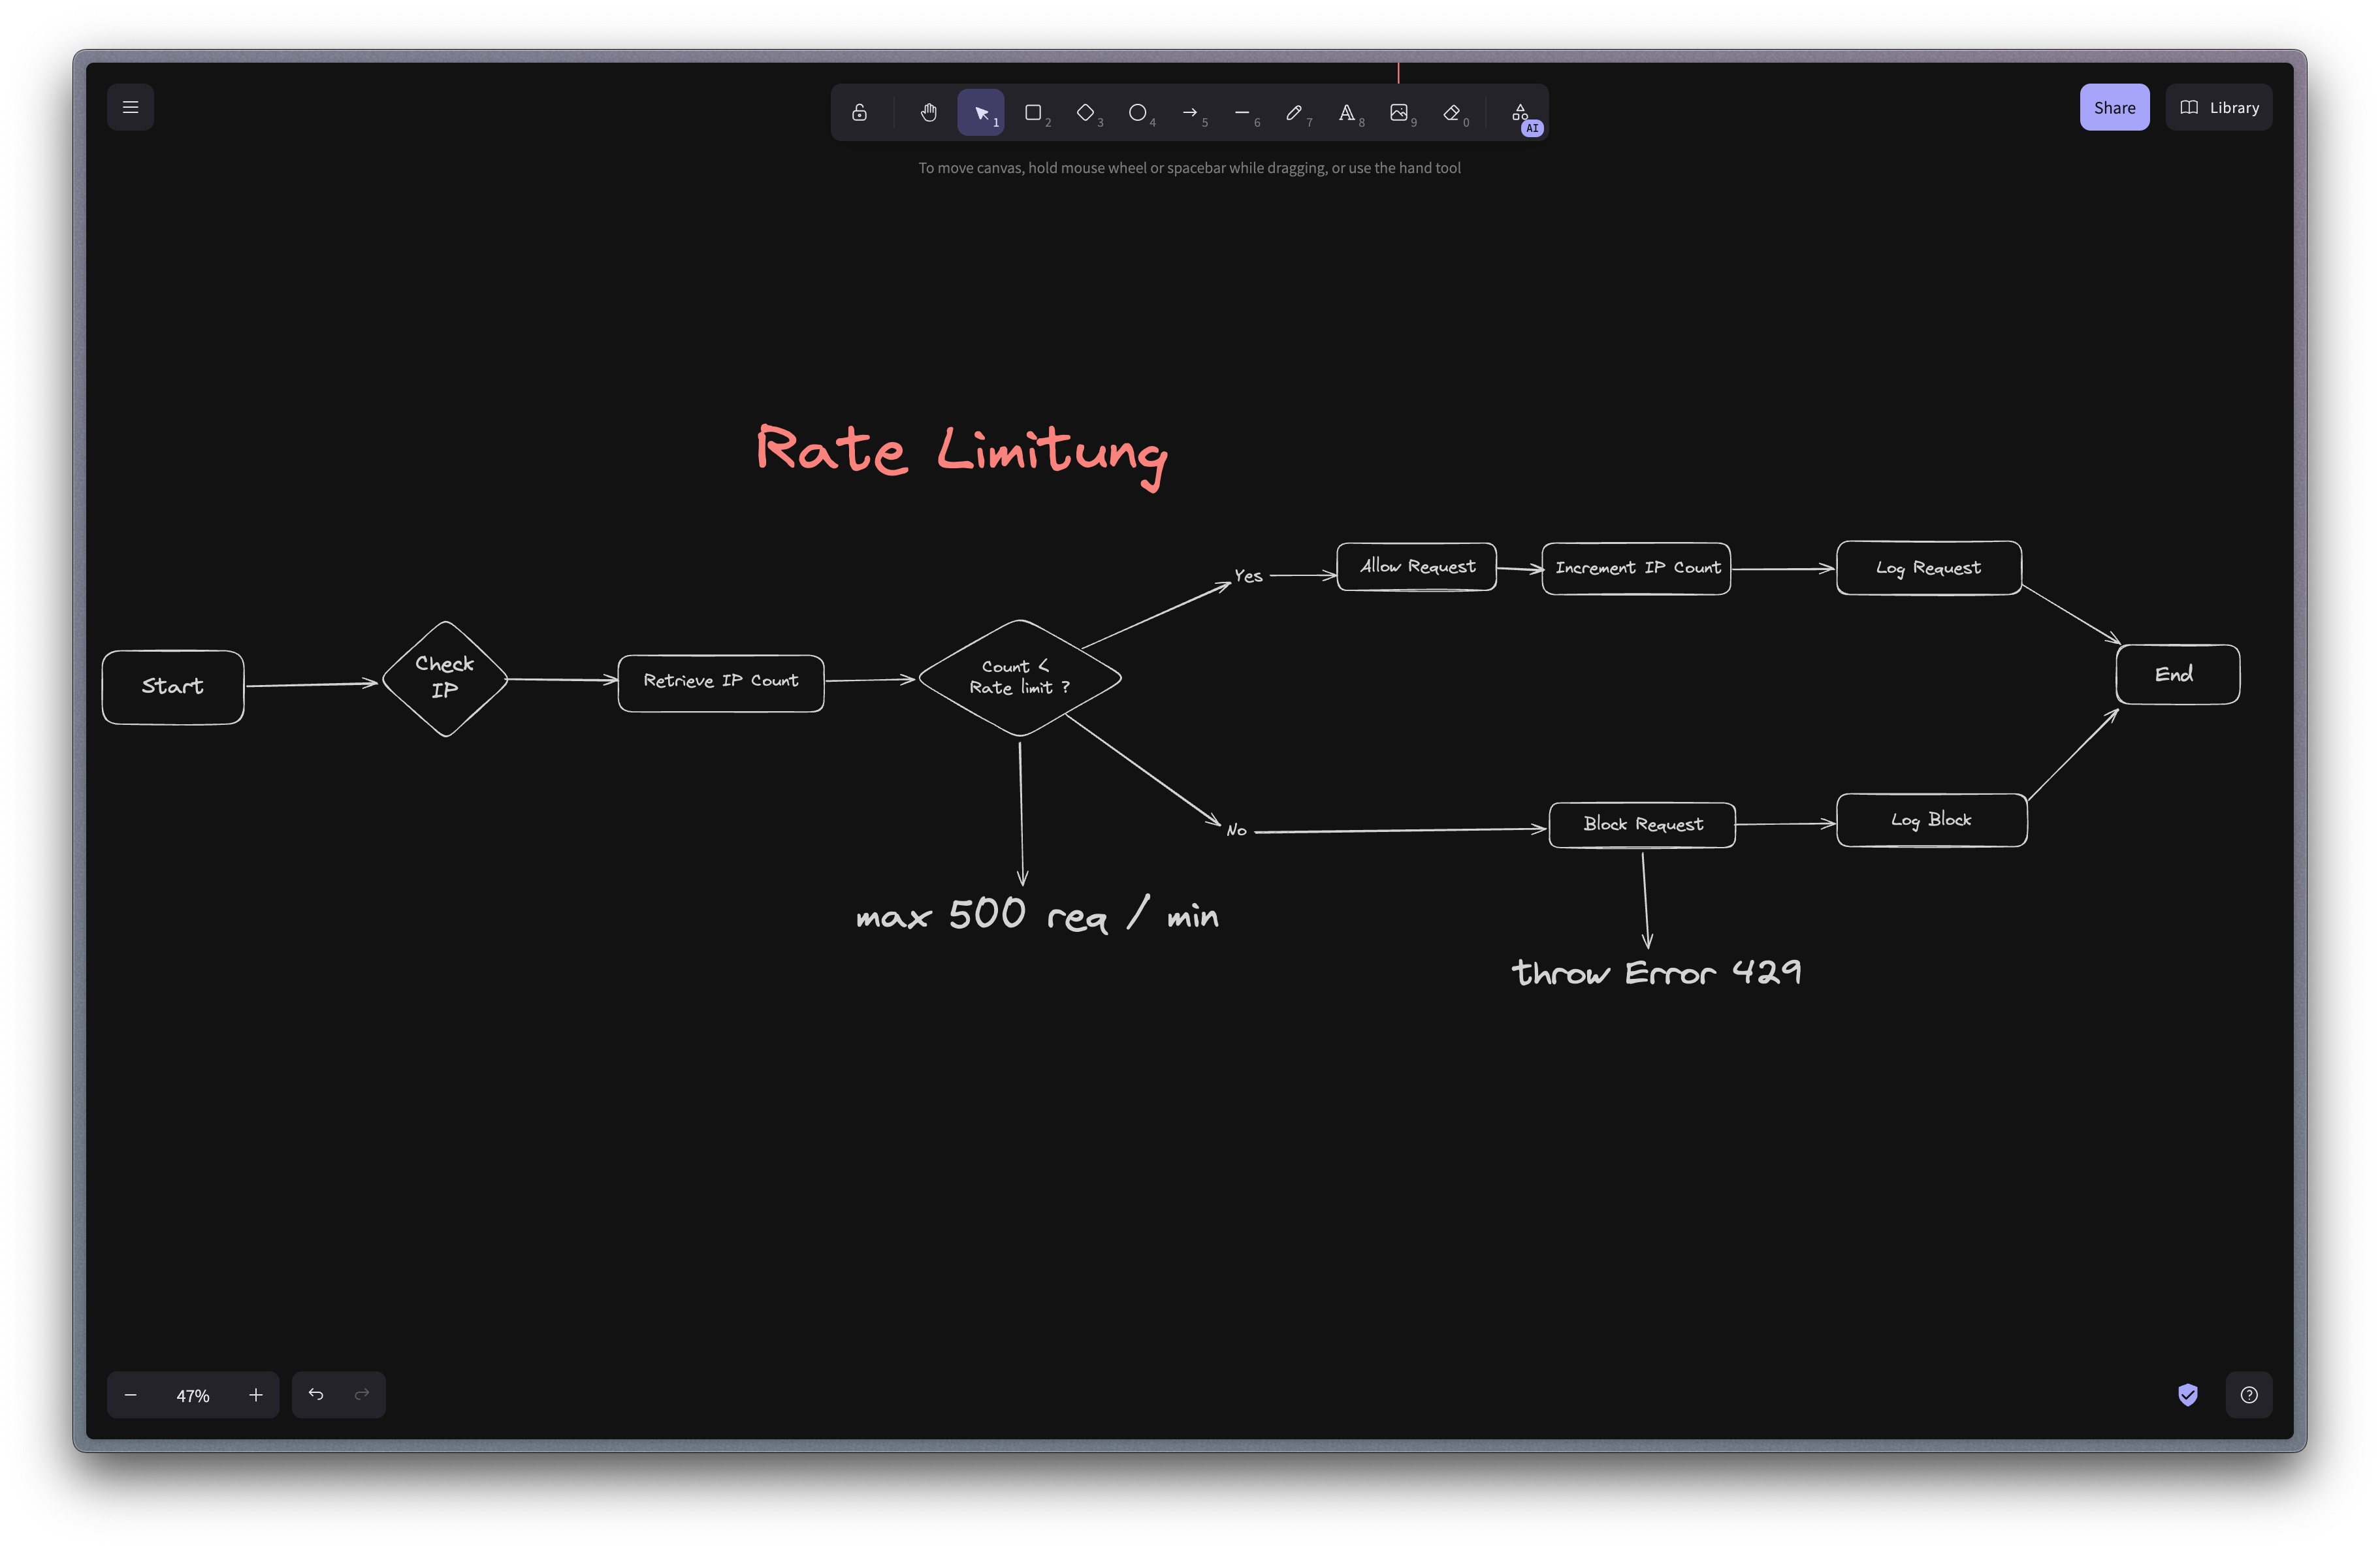 1
2
3
4
5
6
7
8
9
0
AI
Share
Library
To move canvas, hold mouse wheel or spacebar while dragging, or use the hand tool
Rate Limitung
Start
Check
IP
Retrieve IP Count
Count <
Rate limit ?
Yes
Allow Request
Increment IP Count
Log Request
End
No
Block Request
Log Block
max 500 req / min
throw Error 429
47%